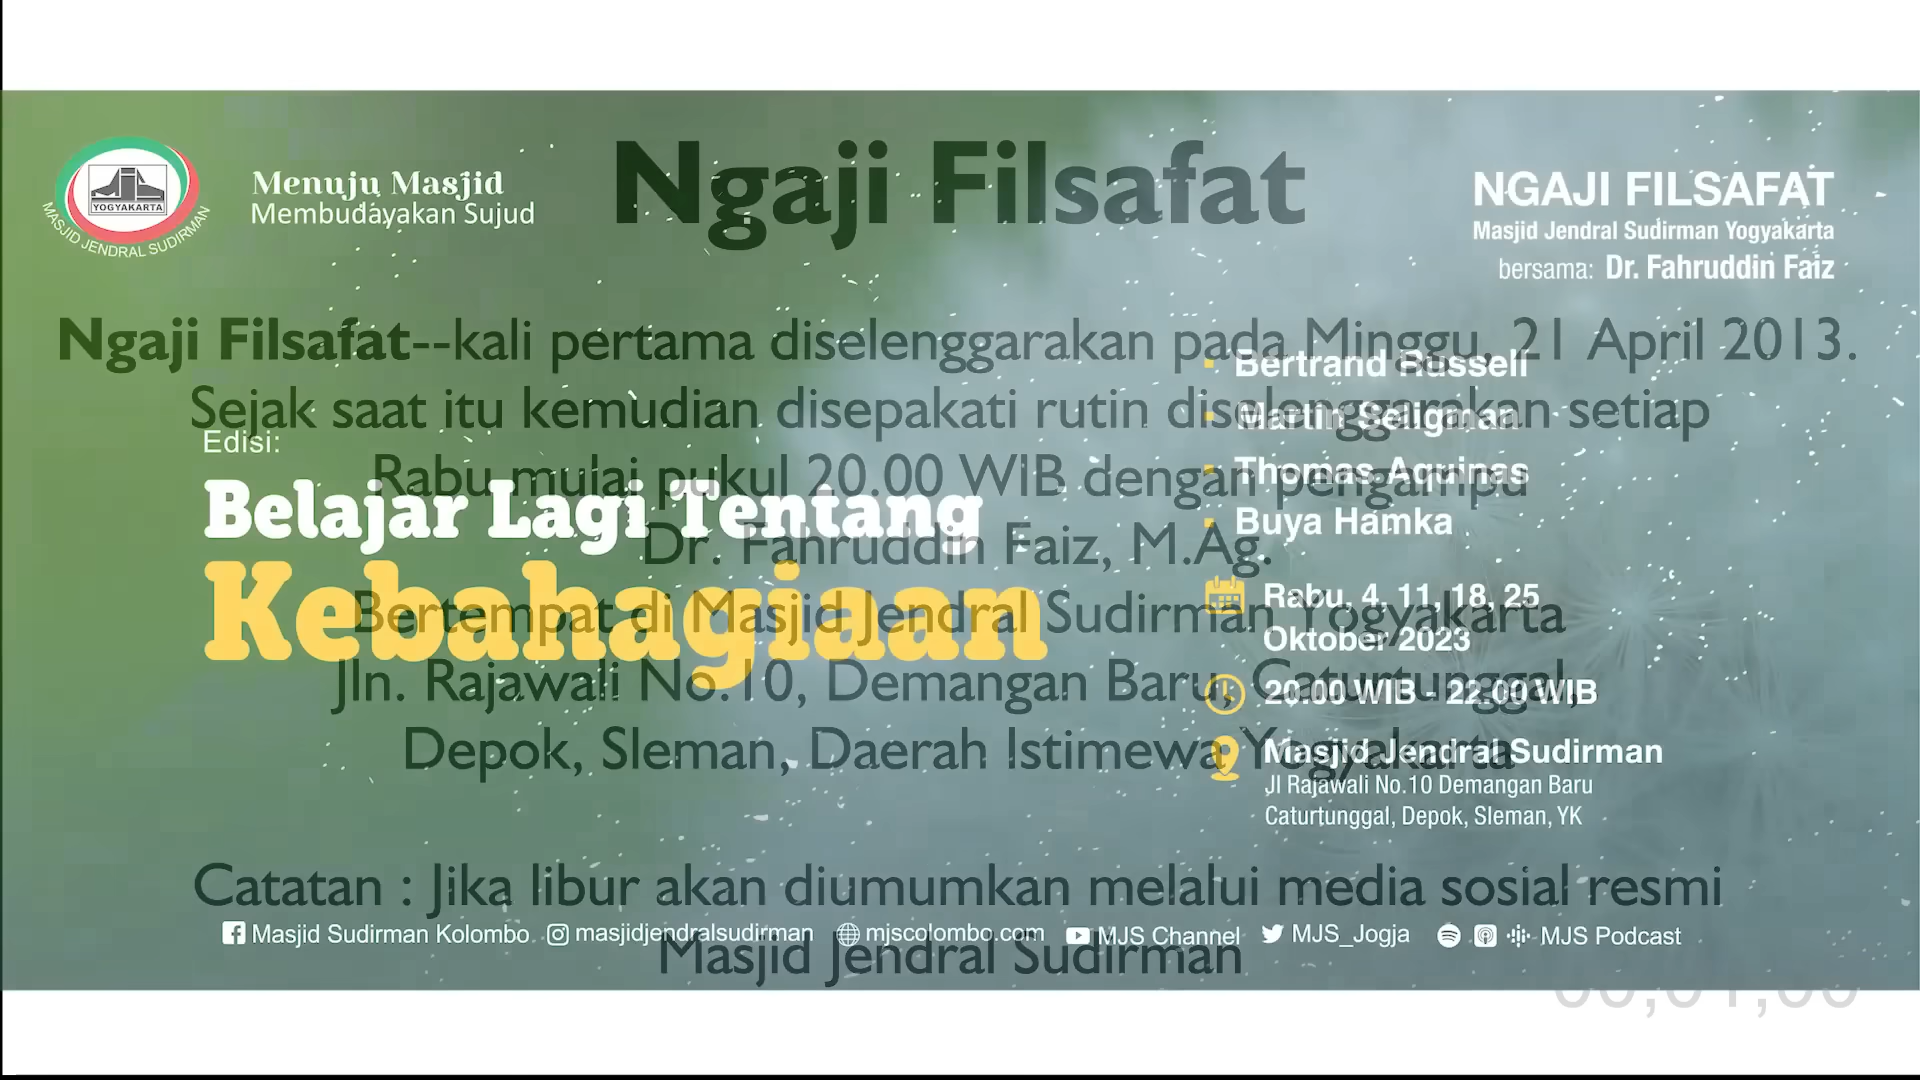 YOGYAKARTA
MASJID JENDRAL SUDIRMAN
Menuju Masjid
Membudayakan Sujud
Ngaji Filsafat
NGAJI FILSAFAT
Masjid Jendral Sudirman Yogyakarta
bersama: Dr. Fahruddin Faiz
Ngaji Filsafat--kali pertama diselenggarakan pada Minggu, 21 April 2013.
Sejak saat itu kemudian disepakati rutin diselenggarakan setiap
Rabu mulai pukul 20.00 WIB dengan pengampu
Dr. Fahruddin Faiz, M.Ag.
Bertempat di Masjid Jendral Sudirman Yogyakarta
Jln. Rajawali No.10, Demangan Baru, Caturtunggal,
Depok, Sleman, Daerah Istimewa Yogyakarta
Catatan : Jika libur akan diumumkan melalui media sosial resmi
Masjid Jendral Sudirman
Edisi:
Belajar Lagi Tentang
Kebahagiaan
Bertrand Russell
Martin Seligman
Thomas Aquinas
Buya Hamka
Rabu, 4, 11, 18, 25
Oktober 2023
20.00 WIB - 22.00 WIB
Masjid Jendral Sudirman
Jl Rajawali No.10 Demangan Baru
Caturtunggal, Depok, Sleman, YK
Masjid Sudirman Kolombo masjidjendralsudirman mjscolombo.com MJS Channel MJS_Jogja MJS Podcast